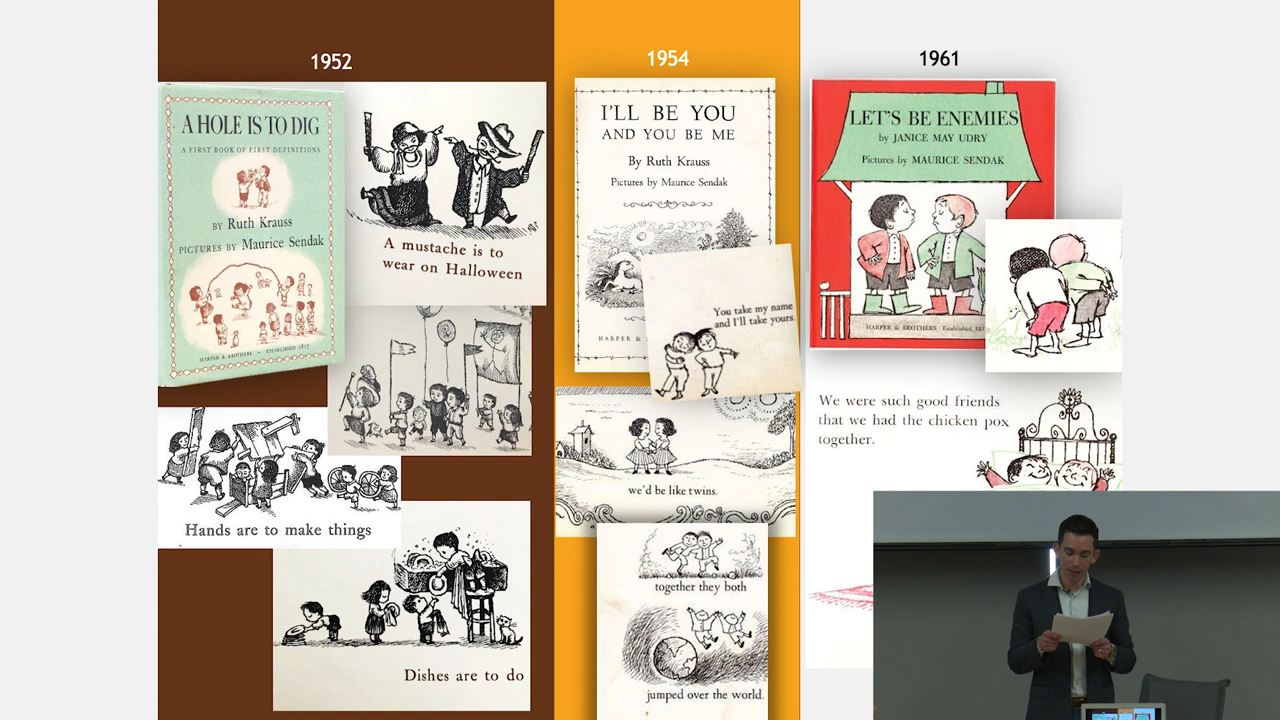 1952
A HOLE IS TO DIG
A FIRST BOOK OF FIRST DEFINITIONS
BY Ruth Krauss
PICTURES BY Maurice Sendak
HARPER & BROTHERS – ESTABLISHED 1817
A mustache is to
wear on Halloween
Hands are to make things
Dishes are to do
1954
I'LL BE YOU
AND YOU BE ME
By Ruth Krauss
Pictures by Maurice Sendak
HARPER &
You take my name
and I'll take yours.
we'd be like twins.
together they both
jumped over the world.
1961
LET'S BE ENEMIES
by JANICE MAY UDRY
Pictures by MAURICE SENDAK
HARPER & BROTHERS Established
We were such good friends
that we had the chicken pox
together.